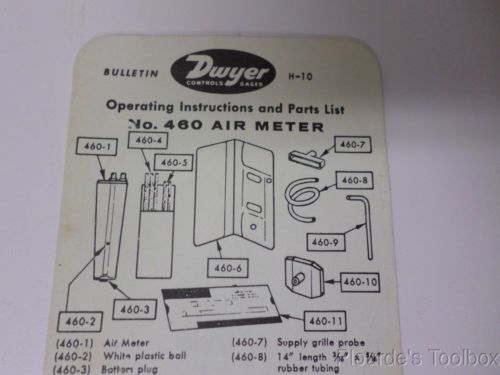 BULLETIN
Dwyer
CONTROLS GAGES
H-10
Operating Instructions and Parts List
No. 460 AIR METER
460-1
460-4
460-5
460-7
460-8
460-9
460-6
460-10
460-2
460-3
460-11
(460-1) Air Meter
(460-2) White plastic ball
(460-3) Bottom plug
(460-7) Supply grille probe
(460-8) 14" length
rubber tubing
Plourde's Toolbox